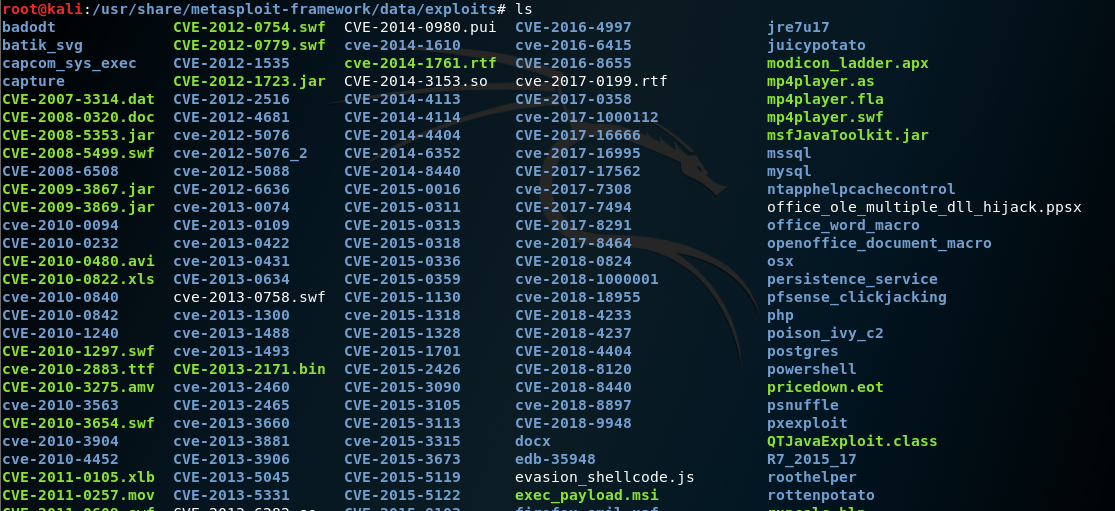 root@kali:/usr/share/metasploit-framework/data/exploits# ls
badodt CVE-2012-0754.swf CVE-2014-0980.pui CVE-2016-4997 jre7u17
batik_svg CVE-2012-0779.swf cve-2014-1610 cve-2016-6415 juicypotato
capcom_sys_exec CVE-2012-1535 cve-2014-1761.rtf CVE-2016-8655 modicon_ladder.apx
capture CVE-2012-1723.jar CVE-2014-3153.so cve-2017-0199.rtf mp4player.as
CVE-2007-3314.dat CVE-2012-2516 CVE-2014-4113 CVE-2017-0358 mp4player.fla
CVE-2008-0320.doc CVE-2012-4681 CVE-2014-4114 cve-2017-1000112 mp4player.swf
CVE-2008-5353.jar cve-2012-5076 CVE-2014-4404 CVE-2017-16666 msfJavaToolkit.jar
CVE-2008-5499.swf cve-2012-5076_2 CVE-2014-6352 cve-2017-16995 mssql
CVE-2008-6508 cve-2012-5088 CVE-2014-8440 CVE-2017-17562 mysql
CVE-2009-3867.jar CVE-2012-6636 CVE-2015-0016 cve-2017-7308 ntapphelpcachecontrol
CVE-2009-3869.jar cve-2013-0074 CVE-2015-0311 CVE-2017-7494 office_ole_multiple_dll_hijack.ppsx
cve-2010-0094 CVE-2013-0109 CVE-2015-0313 cve-2017-8291 office_word_macro
CVE-2010-0232 cve-2013-0422 CVE-2015-0318 cve-2017-8464 openoffice_document_macro
CVE-2010-0480.avi cve-2013-0431 CVE-2015-0336 CVE-2018-0824 osx
CVE-2010-0822.xls CVE-2013-0634 CVE-2015-0359 cve-2018-1000001 persistence_service
cve-2010-0840 cve-2013-0758.swf CVE-2015-1130 cve-2018-18955 pfsense_clickjacking
CVE-2010-0842 cve-2013-1300 cve-2015-1318 CVE-2018-4233 php
CVE-2010-1240 cve-2013-1488 CVE-2015-1328 CVE-2018-4237 poison_ivy_c2
CVE-2010-1297.swf cve-2013-1493 CVE-2015-1701 CVE-2018-4404 postgres
cve-2010-2883.ttf CVE-2013-2171.bin CVE-2015-2426 CVE-2018-8120 powershell
CVE-2010-3275.amv cve-2013-2460 CVE-2015-3090 CVE-2018-8440 pricedown.eot
cve-2010-3563 CVE-2013-2465 CVE-2015-3105 cve-2018-8897 psnuffle
CVE-2010-3654.swf cve-2013-3660 CVE-2015-3113 CVE-2018-9948 pxexploit
cve-2010-3904 CVE-2013-3881 cve-2015-3315 docx QTJavaExploit.class
cve-2010-4452 CVE-2013-3906 CVE-2015-3673 edb-35948 R7_2015_17
CVE-2011-0105.xlb CVE-2013-5045 CVE-2015-5119 evasion_shellcode.js roothelper
CVE-2011-0257.mov CVE-2013-5331 CVE-2015-5122 exec_payload.msi rottenpotato